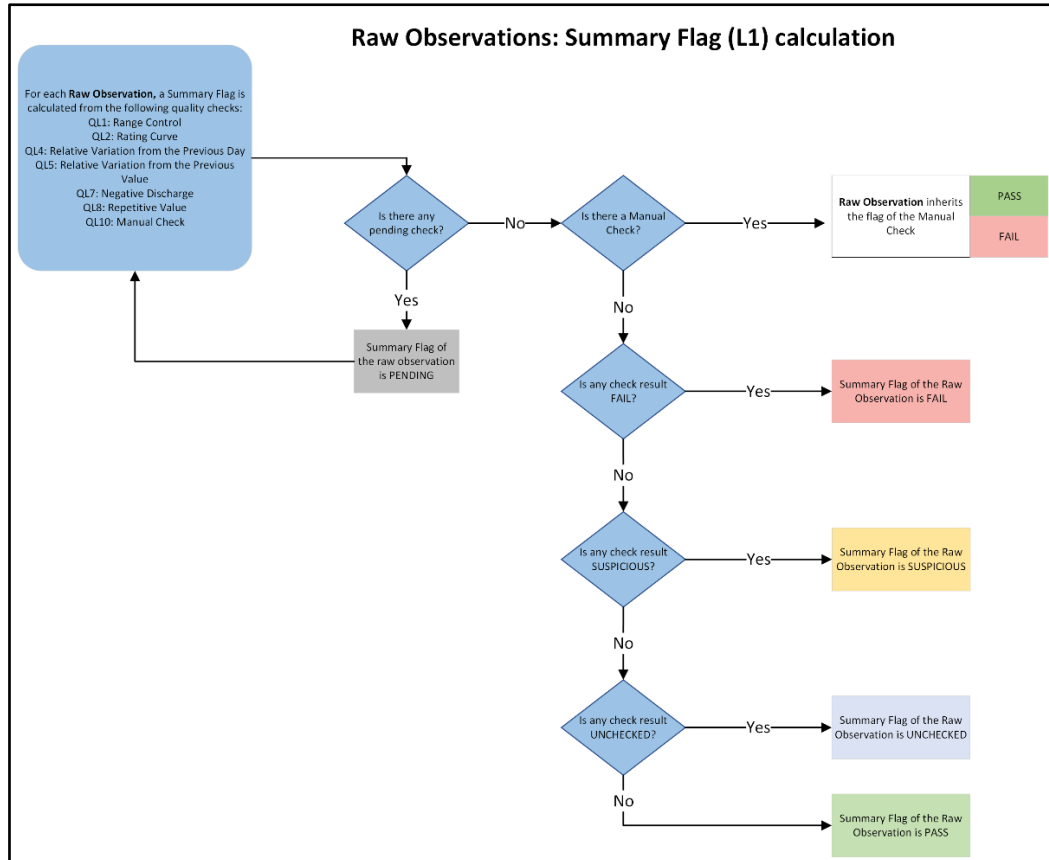 Raw Observations: Summary Flag (L1) calculation
For each Raw Observation, a Summary Flag is
calculated from the following quality checks:
QL1: Range Control
QL2: Rating Curve
QL4: Relative Variation from the Previous Day
QL5: Relative Variation from the Previous
Value
QL7: Negative Discharge
QL8: Repetitive Value
QL10: Manual Check
Is there any
pending check?
No
Is there a Manual
Check?
Yes
Raw Observation inherits
the flag of the Manual
Check
PASS
FAIL
Yes
Summary Flag of
the raw observation
is PENDING
No
Is any check result
FAIL?
Yes
Summary Flag of the Raw
Observation is FAIL
No
Is any check result
SUSPICIOUS?
Yes
Summary Flag of the Raw
Observation is SUSPICIOUS
No
Is any check result
UNCHECKED?
Yes
Summary Flag of the Raw
Observation is UNCHECKED
No
Summary Flag of the Raw
Observation is PASS